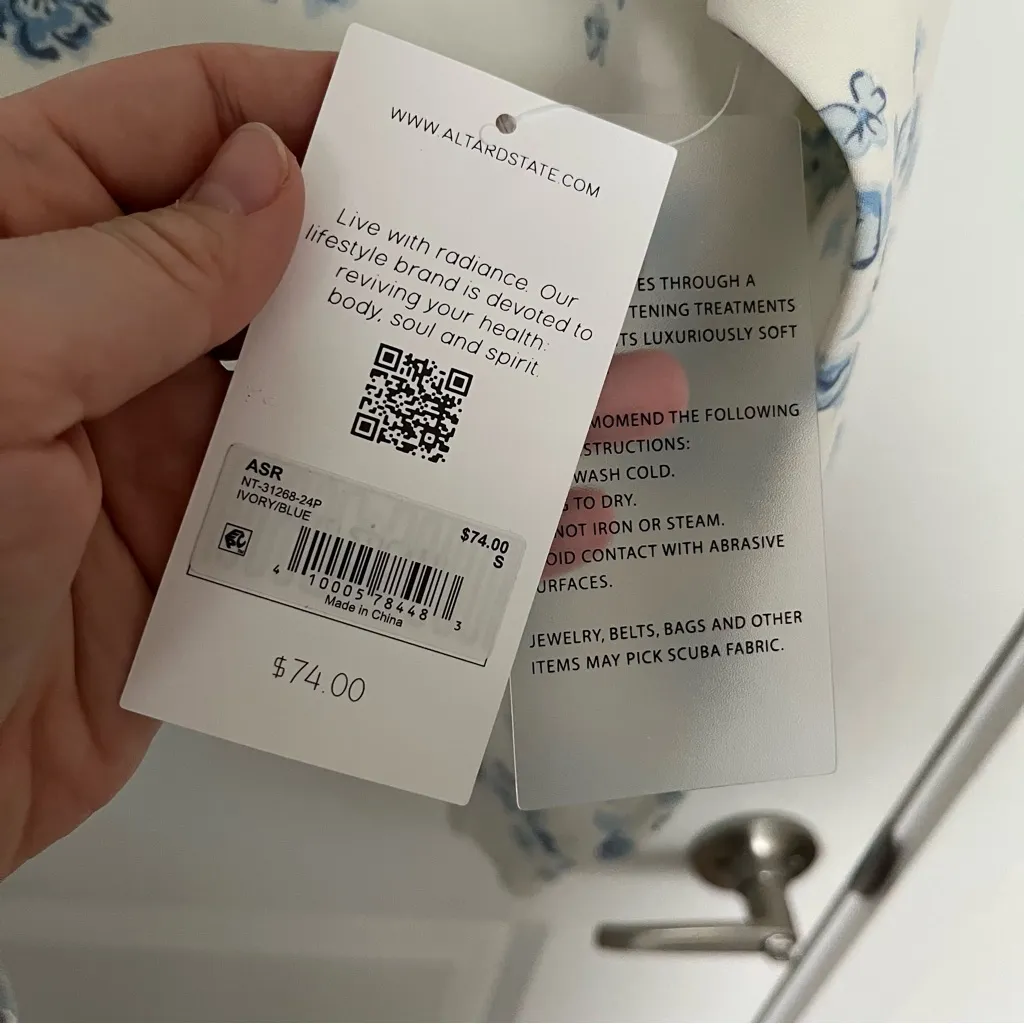 WWW.ALTARDSTATE.COM
Live with radiance. Our
lifestyle brand is devoted to
reviving your health:
body, soul and spirit.
ASR
NT-31268-24P
IVORY/BLUE
$74.00
S
4 10005 78448 3
Made in China
$74.00
ES THROUGH A
TENING TREATMENTS
TS LUXURIOUSLY SOFT
MOMEND THE FOLLOWING
STRUCTIONS:
WASH COLD.
G TO DRY.
NOT IRON OR STEAM.
OID CONTACT WITH ABRASIVE
URFACES.
JEWELRY, BELTS, BAGS AND OTHER
ITEMS MAY PICK SCUBA FABRIC.